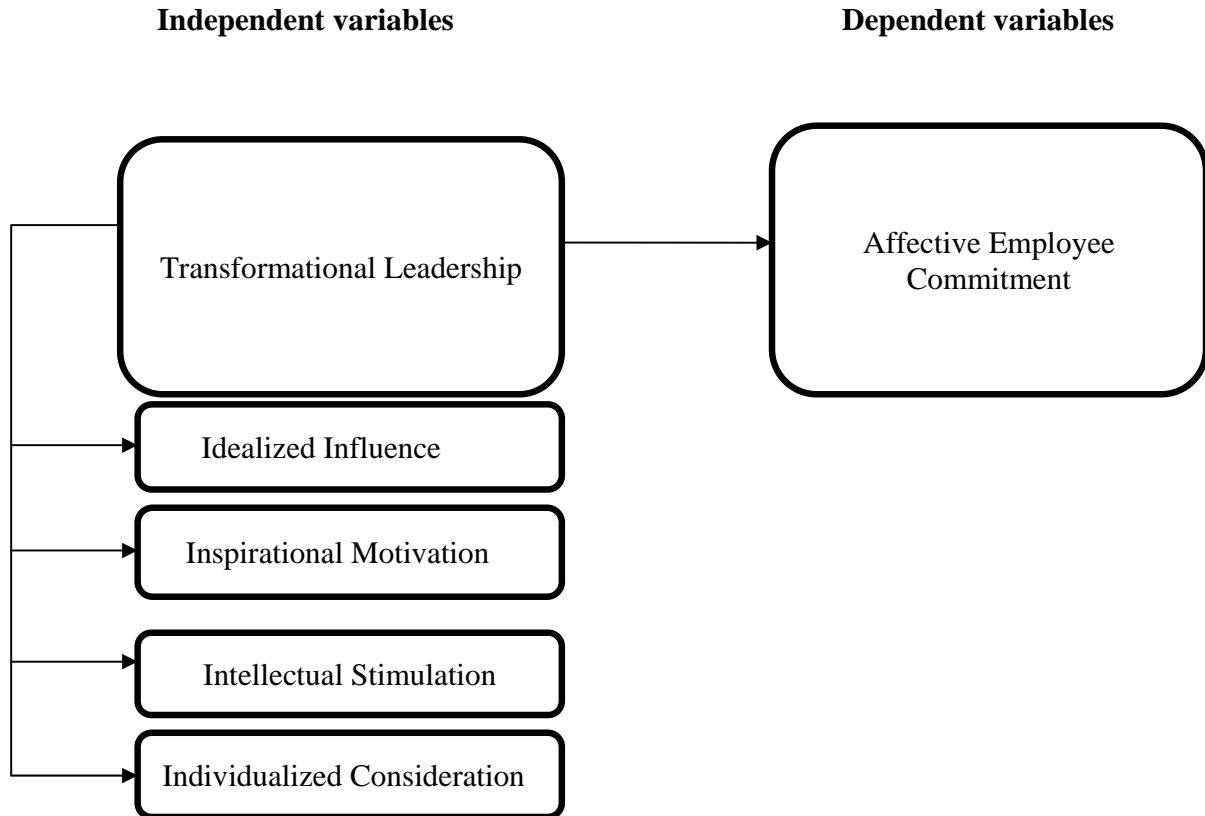 Independent variables
Dependent variables
Transformational Leadership
Affective Employee
Commitment
Idealized Influence
Inspirational Motivation
Intellectual Stimulation
Individualized Consideration